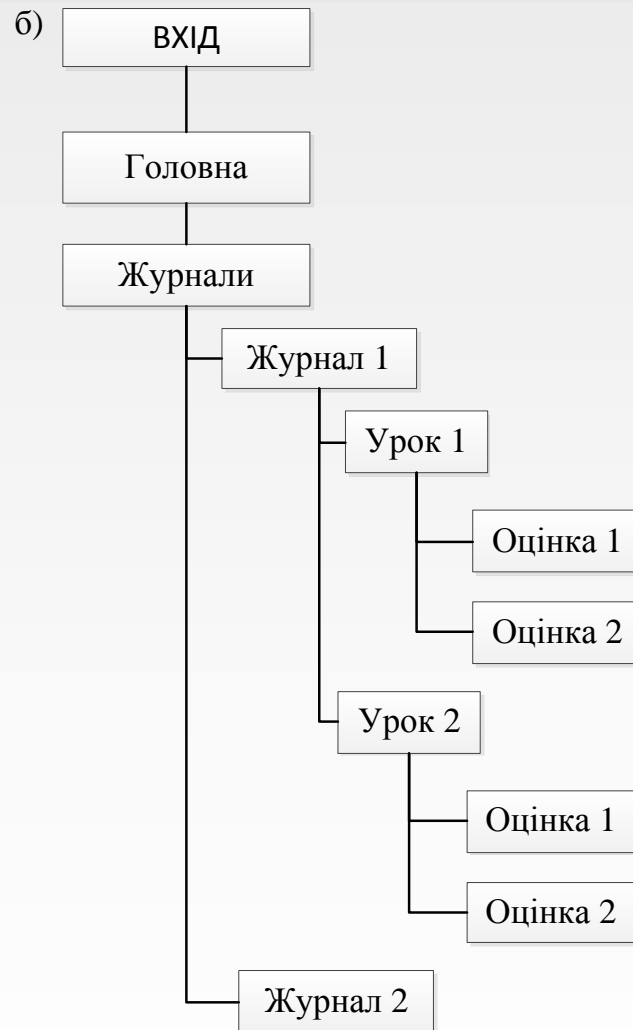 б)
ВХІД
Головна
Журнали
Журнал 1
Урок 1
Оцінка 1
Оцінка 2
Урок 2
Оцінка 1
Оцінка 2
Журнал 2